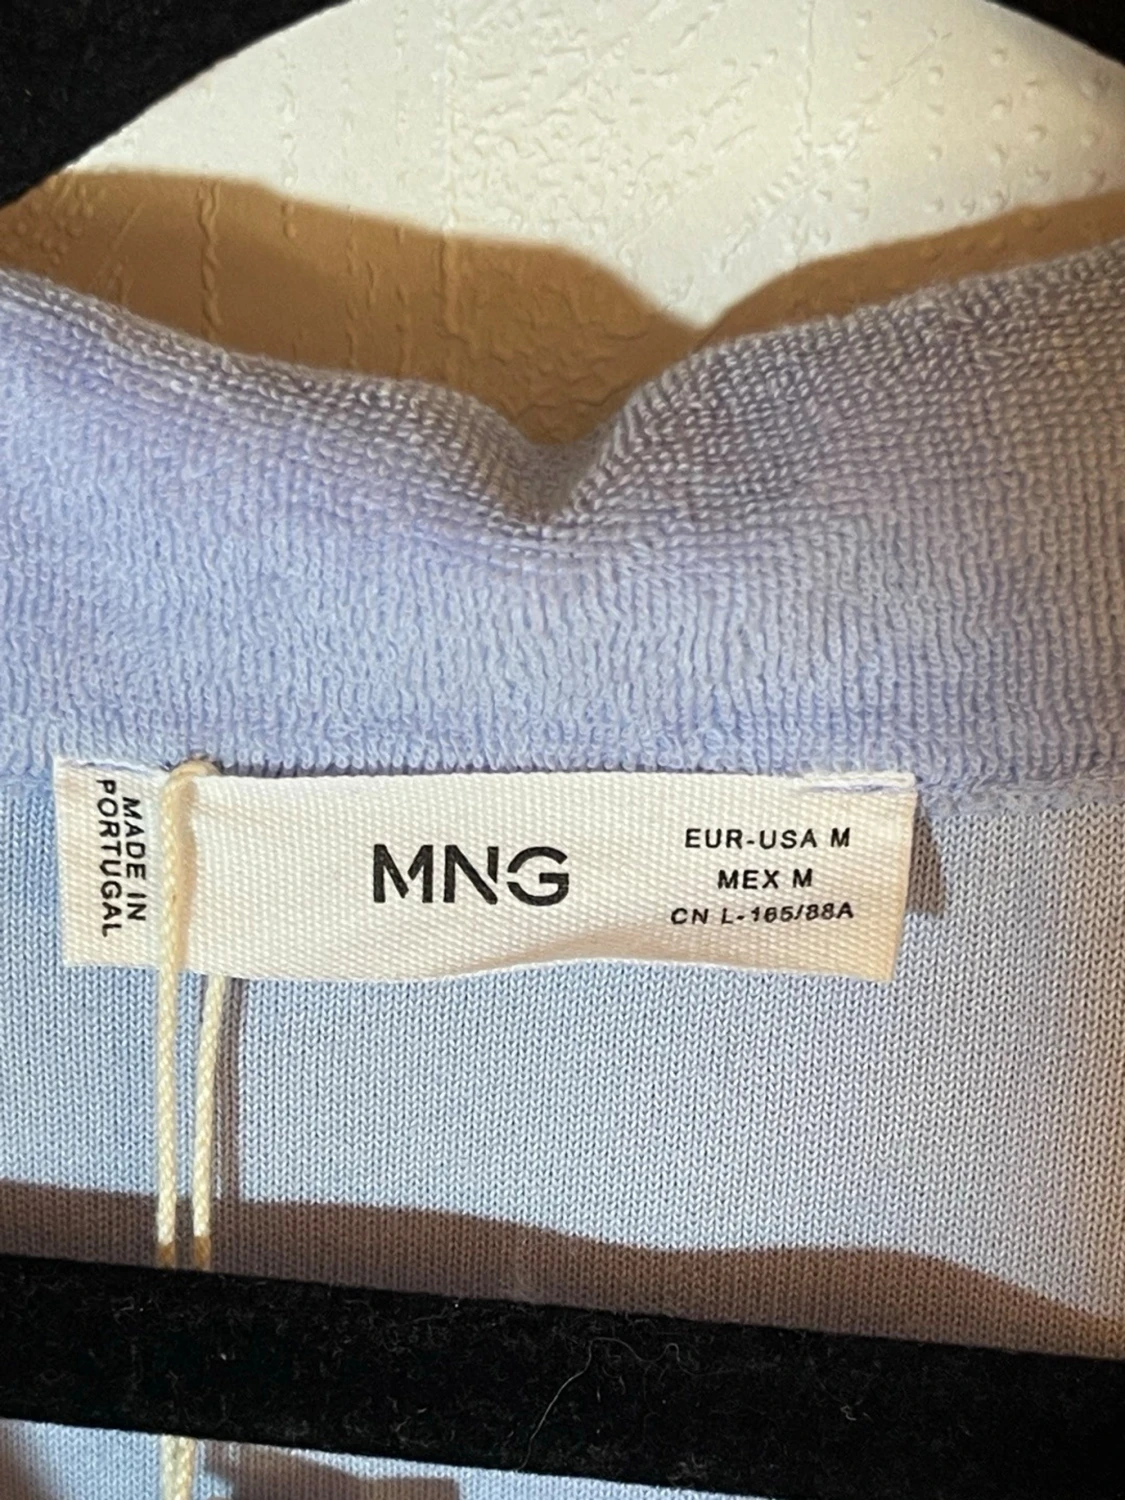 MADE IN
PORTUGAL
MNG
EUR-USA M
MEX M
CN L-165/88A